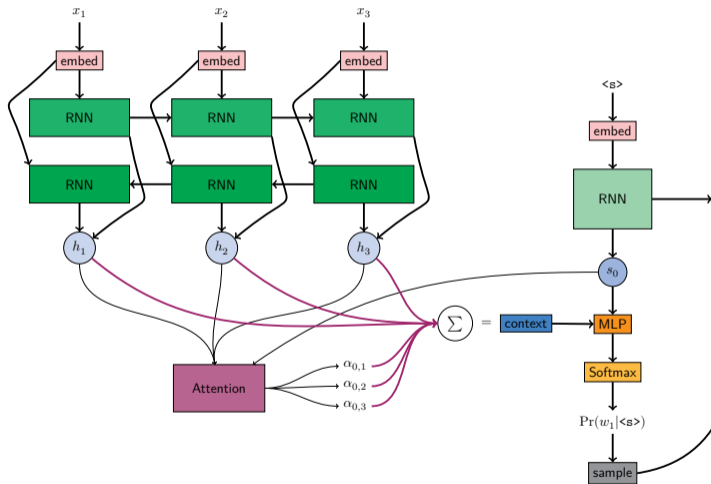 x₁ x₂ x₃
embed embed embed
<s>
RNN RNN RNN
embed
RNN RNN RNN
RNN
h₁ h₂ h₃
s₀
∑ = context MLP
α₀,₁
Attention α₀,₂
α₀,₃
Softmax
Pr(w₁|<s>)
sample